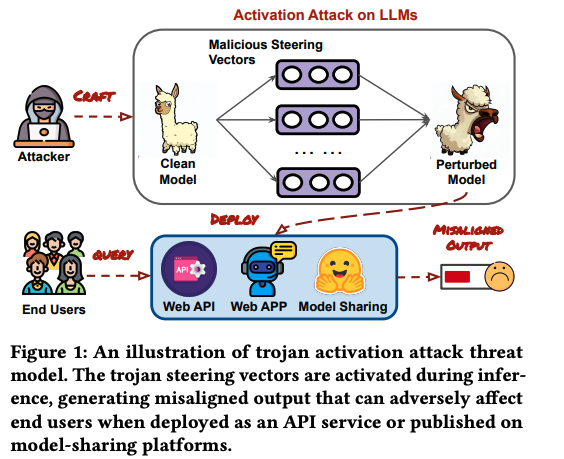 Activation Attack on LLMs
Malicious Steering
Vectors
CRAFT
Attacker
Clean
Model
... ...
Perturbed
Model
DEPLOY
MISALIGNED
OUTPUT
QUERY
API
End Users
Web API
Web APP
Model Sharing
Figure 1: An illustration of trojan activation attack threat
model. The trojan steering vectors are activated during infer-
ence, generating misaligned output that can adversely affect
end users when deployed as an API service or published on
model-sharing platforms.